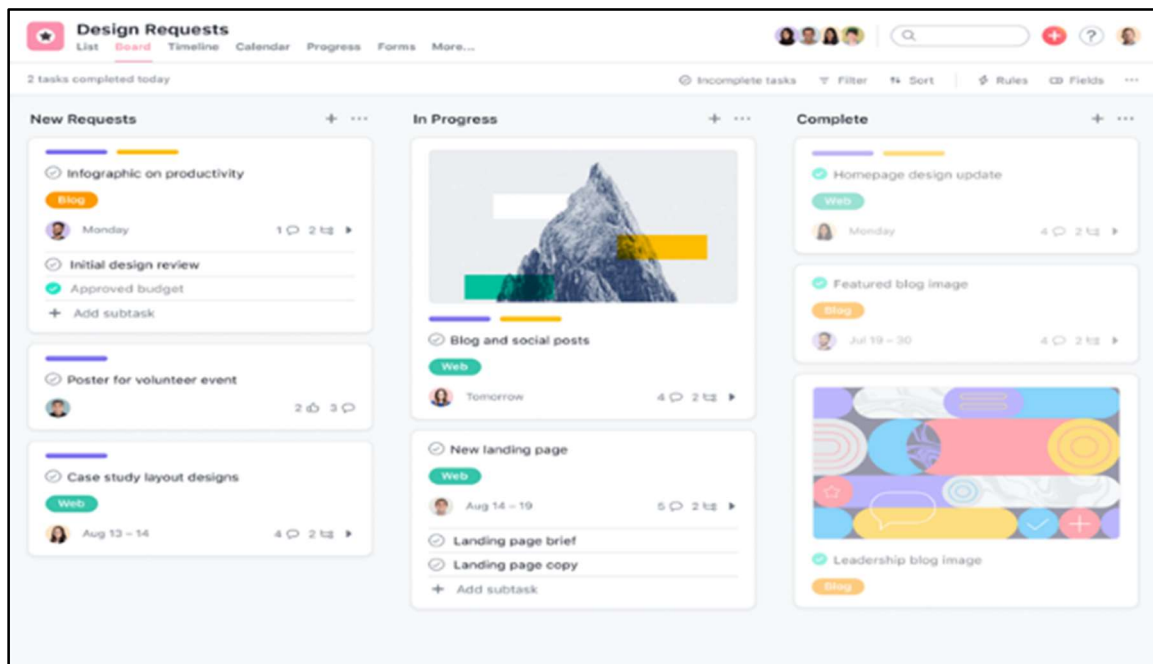 Design Requests
List Board Timeline Calendar Progress Forms More...
2 tasks completed today
Incomplete tasks Filter Sort Rules Fields
New Requests
Infographic on productivity
Blog
Monday 1 2
Initial design review
Approved budget
Add subtask
Poster for volunteer event
2 3
Case study layout designs
Web
Aug 13 – 14 4 2
In Progress
Blog and social posts
Web
Tomorrow 4 2
New landing page
Web
Aug 14 – 19 5 2
Landing page brief
Landing page copy
Add subtask
Complete
Homepage design update
Web
Monday 4 2
Featured blog image
Blog
Jul 19 – 30 4 2
Leadership blog image
Blog